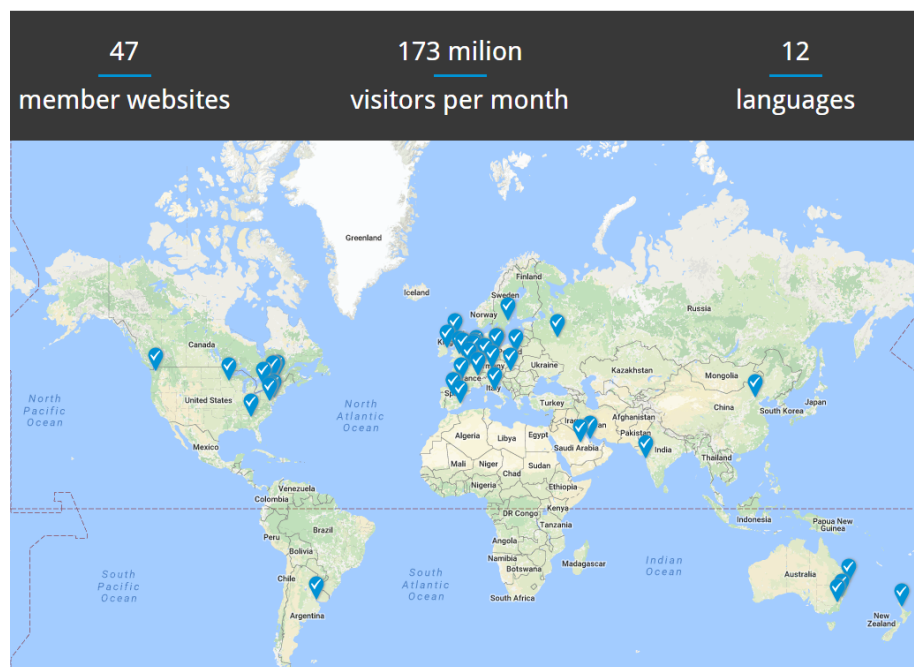 47
173 milion
12
member websites
visitors per month
languages
Greenland
Iceland
Finland
Sweden
Norway
Russia
Canada
Ukraine
Kazakhstan
Mongolia
North
Pacific
Ocean
United States
North
Atlantic
Ocean
Italy
Turkey
Afghanistan
Pakistan
China
South Korea
Japan
Mexico
Algeria
Libya
Egypt
Saudi Arabia
India
Thailand
Mali
Niger
Chad
Sudan
Nigeria
Ethiopia
Venezuela
Colombia
Kenya
DR Congo
Tanzania
Indonesia
Papua New
Guinea
Peru
Brazil
Bolivia
Angola
Namibia
Botswana
Madagascar
Indian
Ocean
Australia
South
Pacific
Ocean
Chile
South
Atlantic
Ocean
South Africa
Argentina
New
Zealand